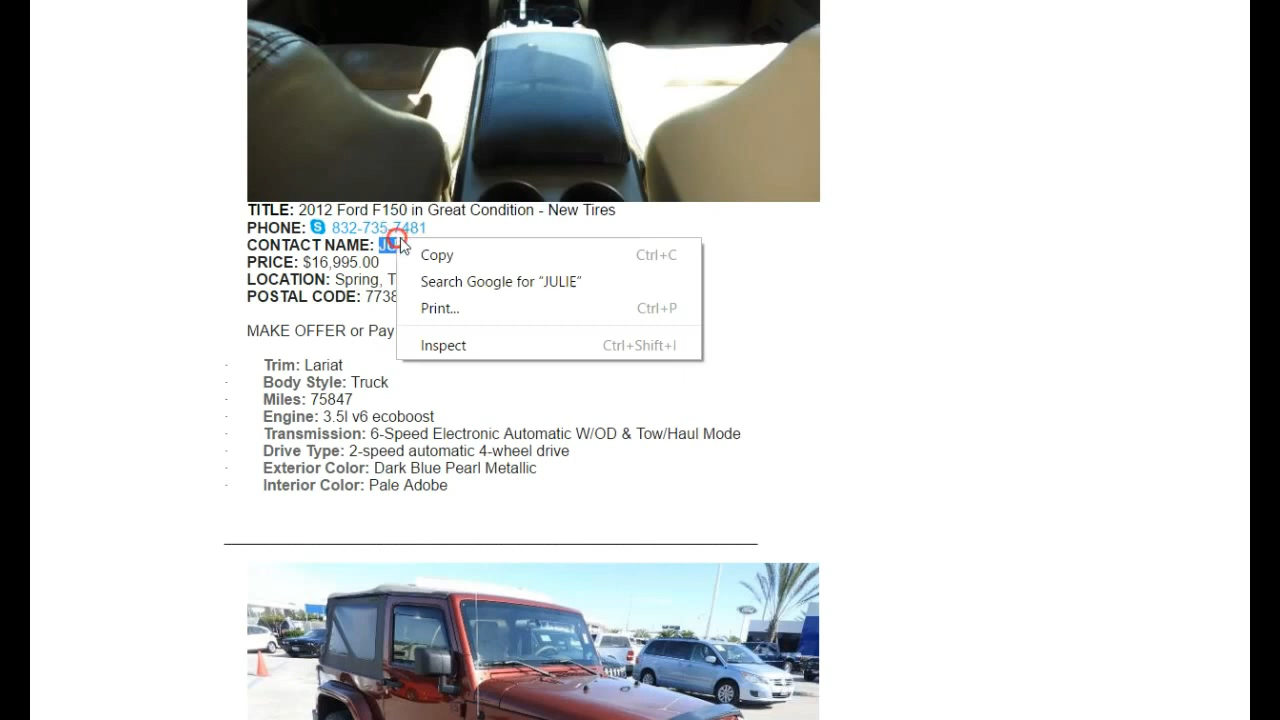 TITLE: 2012 Ford F150 in Great Condition - New Tires
PHONE: 832-735-7481
CONTACT NAME: JU
PRICE: $16,995.00
LOCATION: Spring, T
POSTAL CODE: 7738
MAKE OFFER or Pay
Copy Ctrl+C
Search Google for “JULIE”
Print... Ctrl+P
Inspect Ctrl+Shift+I
· Trim: Lariat
· Body Style: Truck
· Miles: 75847
· Engine: 3.5l v6 ecoboost
· Transmission: 6-Speed Electronic Automatic W/OD & Tow/Haul Mode
· Drive Type: 2-speed automatic 4-wheel drive
· Exterior Color: Dark Blue Pearl Metallic
· Interior Color: Pale Adobe